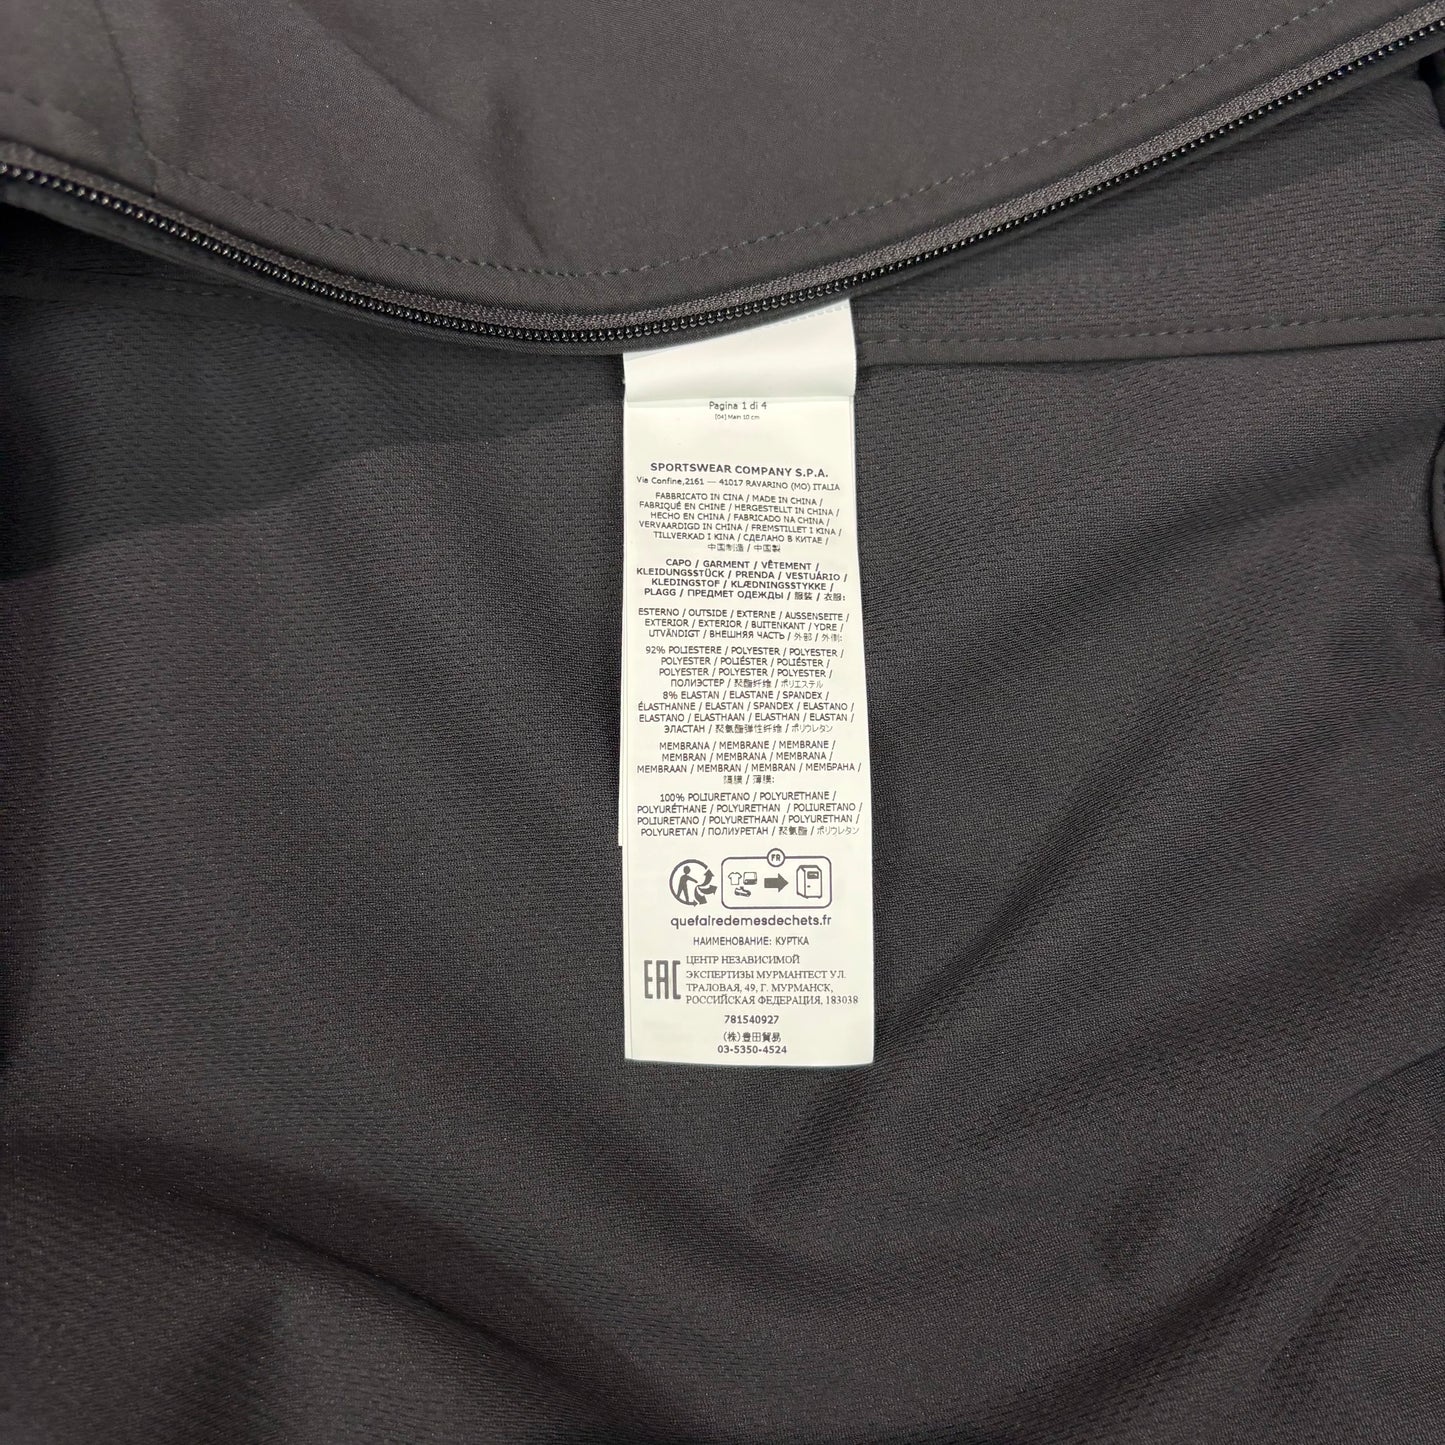 Pagina 1 di 4
[04] Main 10 cm
SPORTSWEAR COMPANY S.P.A.
Via Confine,2161 — 41017 RAVARINO (MO) ITALIA
FABBRICATO IN CINA / MADE IN CHINA /
FABRIQUÉ EN CHINE / HERGESTELLT IN CHINA /
HECHO EN CHINA / FABRICADO NA CHINA /
VERVAARDIGD IN CHINA / FREMSTILLET I KINA /
TILLVERKAD I KINA / СДЕЛАНО В КИТАЕ /
中国制造 / 中国製
CAPO / GARMENT / VÊTEMENT /
KLEIDUNGSSTÜCK / PRENDA / VESTUÁRIO /
KLEDINGSTOF / KLÆDNINGSSTYKKE /
PLAGG / ПРЕДМЕТ ОДЕЖДЫ / 服装 / 衣服:
ESTERNO / OUTSIDE / EXTERNE / AUSSENSEITE /
EXTERIOR / EXTERIOR / BUITENKANT / YDRE /
UTVÄNDIGT / ВНЕШНЯЯ ЧАСТЬ / 外部 / 外側:
92% POLIESTERE / POLYESTER / POLYESTER /
POLYESTER / POLIÉSTER / POLIÉSTER /
POLYESTER / POLYESTER / POLYESTER /
ПОЛИЭСТЕР / 聚酯纤维 / ポリエステル
8% ELASTAN / ELASTANE / SPANDEX /
ÉLASTHANNE / ELASTAN / SPANDEX / ELASTANO /
ELASTANO / ELASTHAAN / ELASTHAN / ELASTAN /
ЭЛАСТАН / 聚氨酯弹性纤维 / ポリウレタン
MEMBRANA / MEMBRANE / MEMBRANE /
MEMBRAN / MEMBRANA / MEMBRANA /
MEMBRAAN / MEMBRAN / MEMBRAN / МЕМБРАНА /
隔膜 / 薄膜:
100% POLIURETANO / POLYURETHANE /
POLYURÉTHANE / POLYURETHAN / POLIURETANO /
POLIURETANO / POLYURETHAAN / POLYURETHAN /
POLYURETAN / ПОЛИУРЕТАН / 聚氨酯 / ポリウレタン
FR
quefairedemesdechets.fr
НАИМЕНОВАНИЕ: КУРТКА
EAC
ЦЕНТР НЕЗАВИСИМОЙ
ЭКСПЕРТИЗЫ МУРМАНТЕСТ УЛ.
ТРАЛОВАЯ, 49, Г. МУРМАНСК,
РОССИЙСКАЯ ФЕДЕРАЦИЯ, 183038
781540927
(株)豊田貿易
03-5350-4524